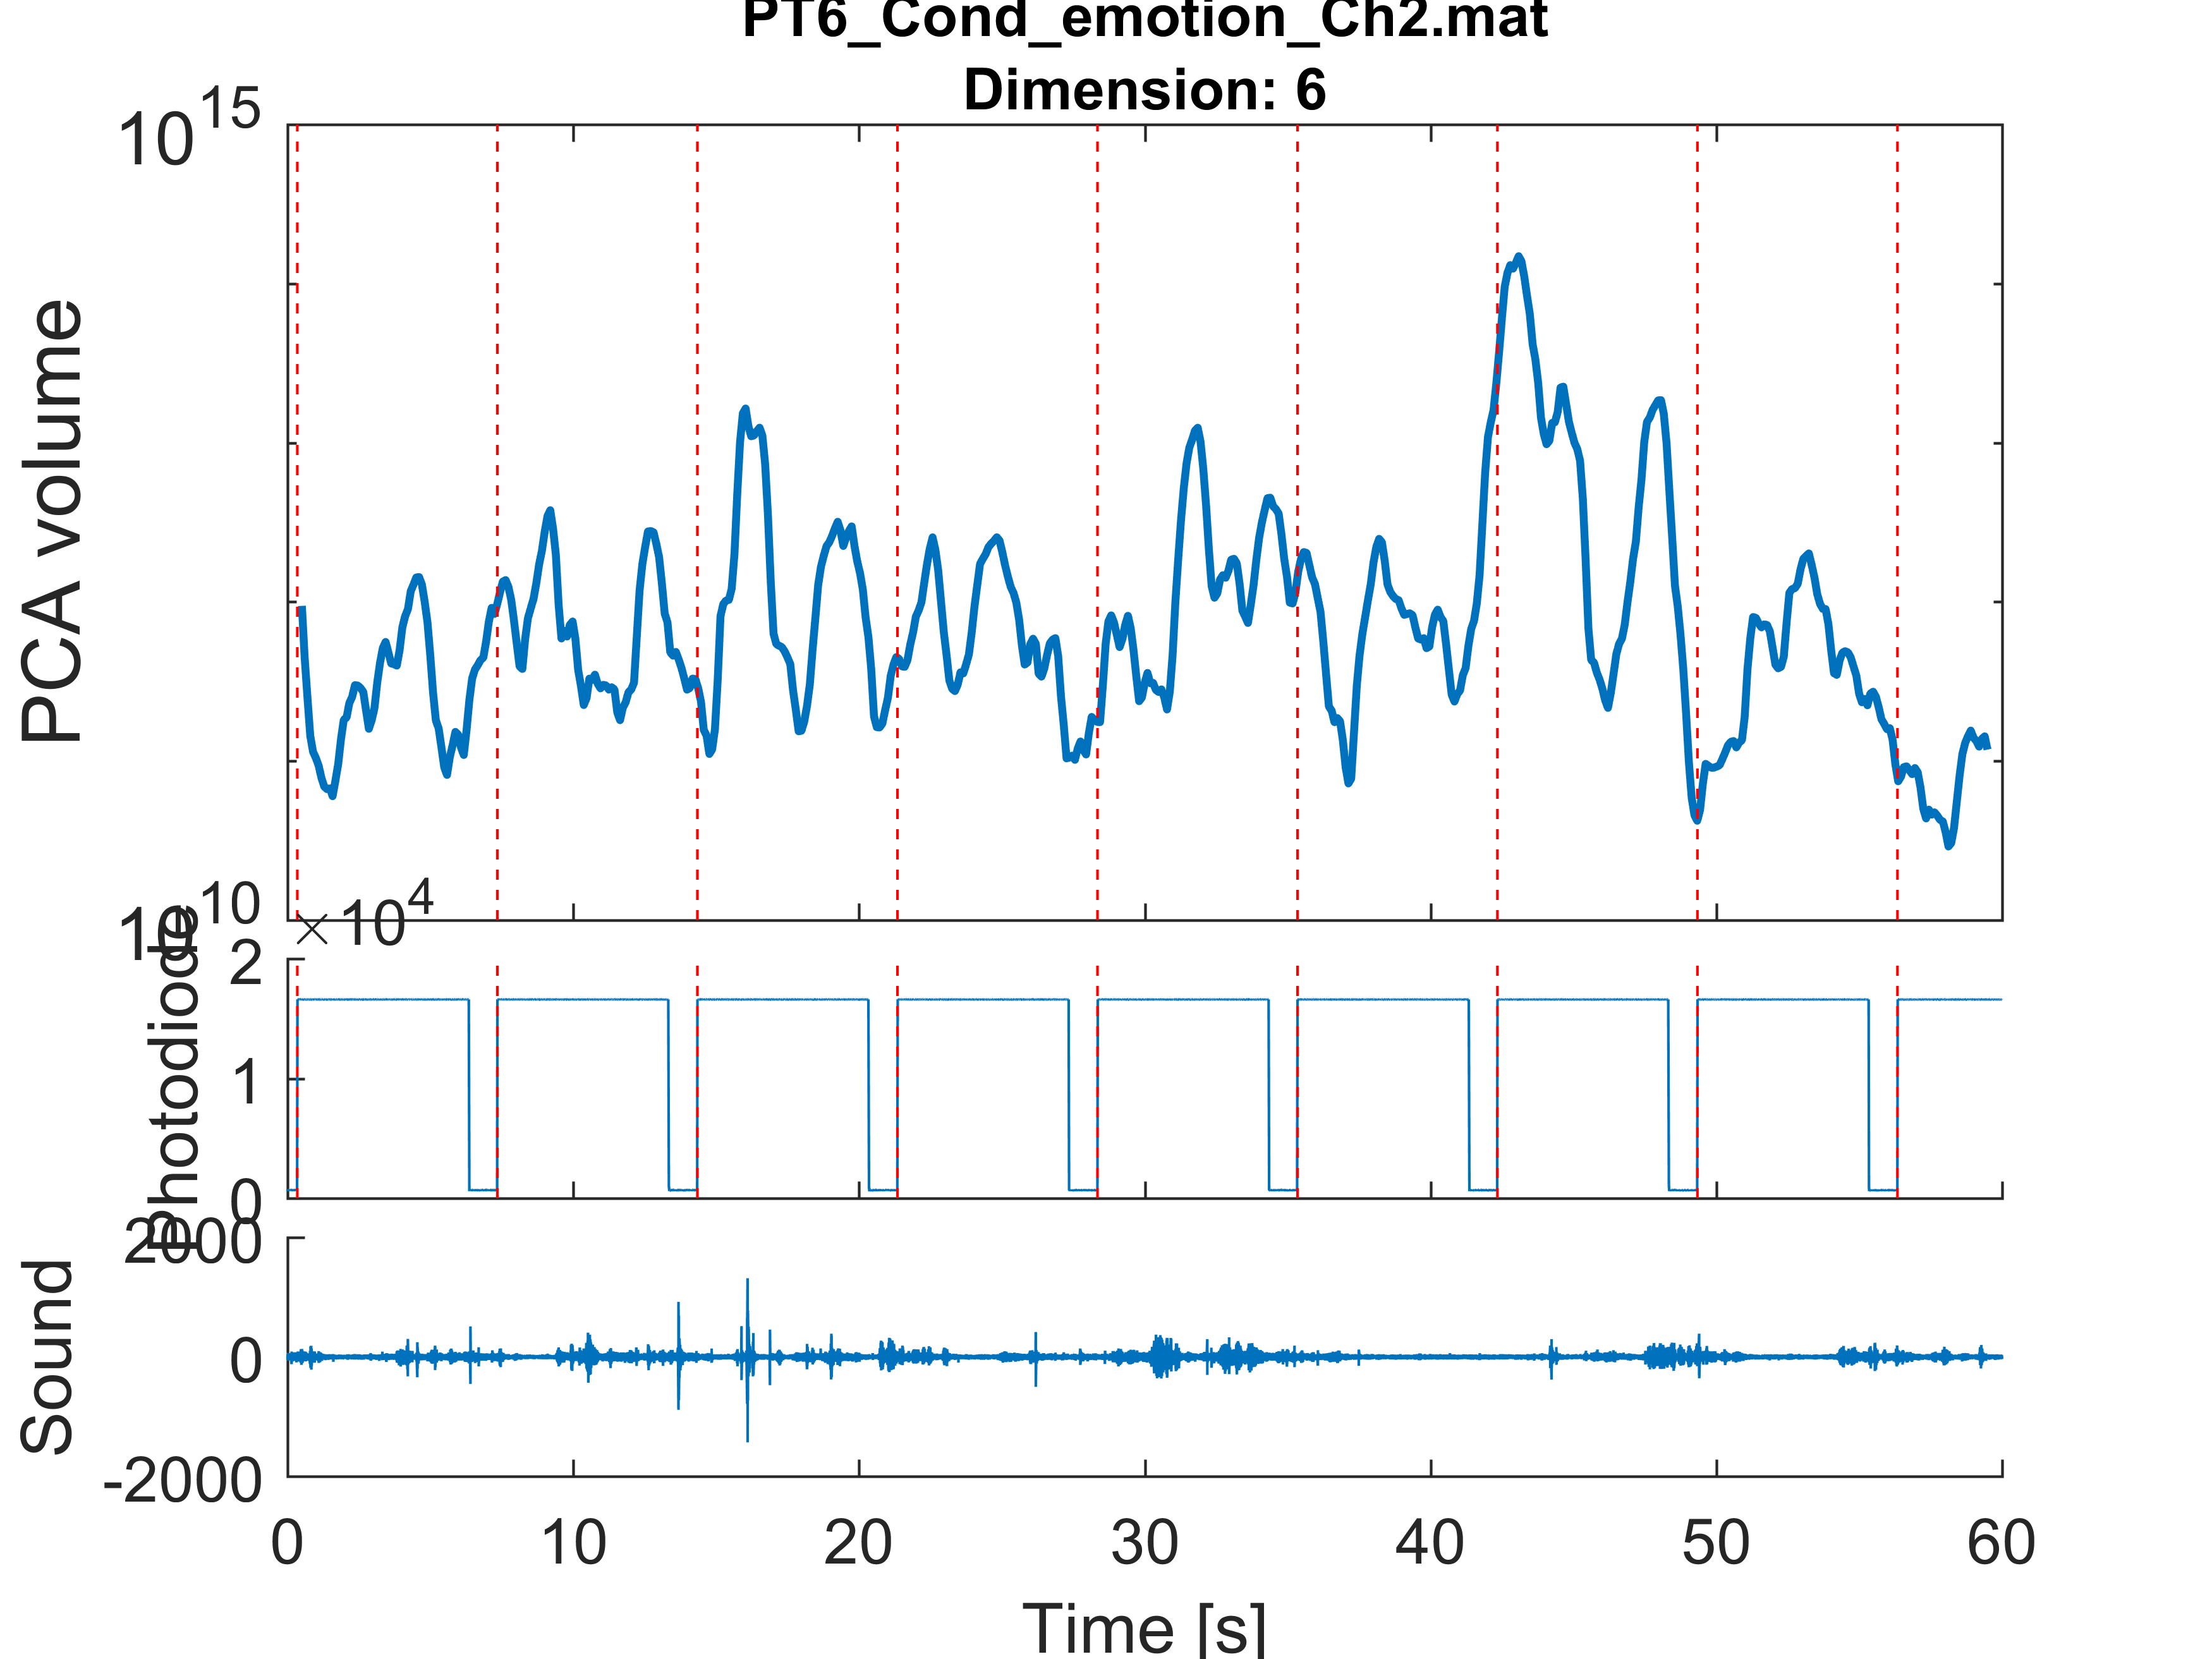 PT6_Cond_emotion_Ch2.mat
Dimension: 6
10^15
PCA volume
10^10
×10^4
2
1
0
Photodiode
2000
0
-2000
Sound
0 10 20 30 40 50 60
Time [s]